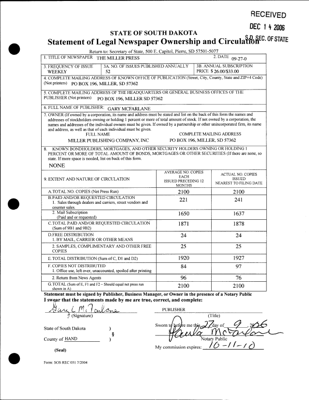 RECEIVED
DEC 14 2006
S.D. SEC. OF STATE
STATE OF SOUTH DAKOTA
Statement of Legal Newspaper Ownership and Circulation
Return to: Secretary of State, 500 E. Capitol, Pierre, SD 57501-5077
1. TITLE OF NEWSPAPER THE MILLER PRESS
2. DATE 09-27-0
3. FREQUENCY OF ISSUE
WEEKLY
3A. NO. OF ISSUES PUBLISHED ANNUALLY
52
3B. ANNUAL SUBSCRIPTION
PRICE $ 26.00/$33.00
4. COMPLETE MAILING ADDRESS OF KNOWN OFFICE OF PUBLICATION (Street, City, County, State and ZIP+4 Code)
(Not printer) PO BOX 196, MILLER, SD 57362
5. COMPLETE MAILING ADDRESS OF THE HEADQUARTERS OR GENERAL BUSINESS OFFICES OF THE
PUBLISHER (Not printer) PO BOX 196, MILLER SD 57362
6. FULL NAME OF PUBLISHER GARY MCFARLANE
7. OWNER (If owned by a corporation, its name and address must be stated and list on the back of this form the names and
addresses of stockholders owning or holding 1 percent or more of total amount of stock. If not owned by a corporation, the
names and addresses of the individual owners must be given. If owned by a partnership or other unincorporated firm, its name
and address, as well as that of each individual must be given.
FULL NAME COMPLETE MAILING ADDRESS
MILLER PUBLISHING COMPANY, INC PO BOX 196, MILLER, SD 57362
8. KNOWN BONDHOLDERS, MORTGAGEES, AND OTHER SECURITY HOLDERS OWNING OR HOLDING 1
PERCENT OR MORE OF TOTAL AMOUNT OF BONDS, MORTGAGES OR OTHER SECURITIES (If there are none, so
state. If more space is needed, list on back of this form.
NONE
9. EXTENT AND NATURE OF CIRCULATION
AVERAGE NO. COPIES
EACH
ISSUED PRECEDING 12
MONTHS
ACTUAL NO. COPIES
ISSUED
NEAREST TO FILING DATE
A. TOTAL NO. COPIES (Net Press Run) 2100 2100
B. PAID AND/OR REQUESTED CIRCULATION
1. Sales through dealers and carriers, street vendors and
counter sales. 221 241
2. Mail Subscription
(Paid and or requested) 1650 1637
C. TOTAL PAID AND/OR REQUESTED CIRCULATION
(Sum of 9B1 and 9B2) 1871 1878
D. FREE DISTRIBUTION
1. BY MAIL, CARRIER OR OTHER MEANS 24 24
2. SAMPLES, COMPLIMENTARY AND OTHER FREE
COPIES 25 25
E. TOTAL DISTRIBUTION (Sum of C, D1 and D2) 1920 1927
F. COPIES NOT DISTRIBUTED
1. Office use, left over, unaccounted, spoiled after printing 84 97
2. Return from News Agents 96 76
G. TOTAL (Sum of E, F1 and F2 – Should equal net press run
shown in A) 2100 2100
Statement must be signed by Publisher, Business Manager, or Owner in the presence of a Notary Public
I swear that the statements made by me are true, correct, and complete:
PUBLISHER
(Signature) (Title)
State of South Dakota )
Sworn to before me this 27 day of 9 06
§
County of HAND )
Notary Public
(Seal)
My commission expires: 10-11-10